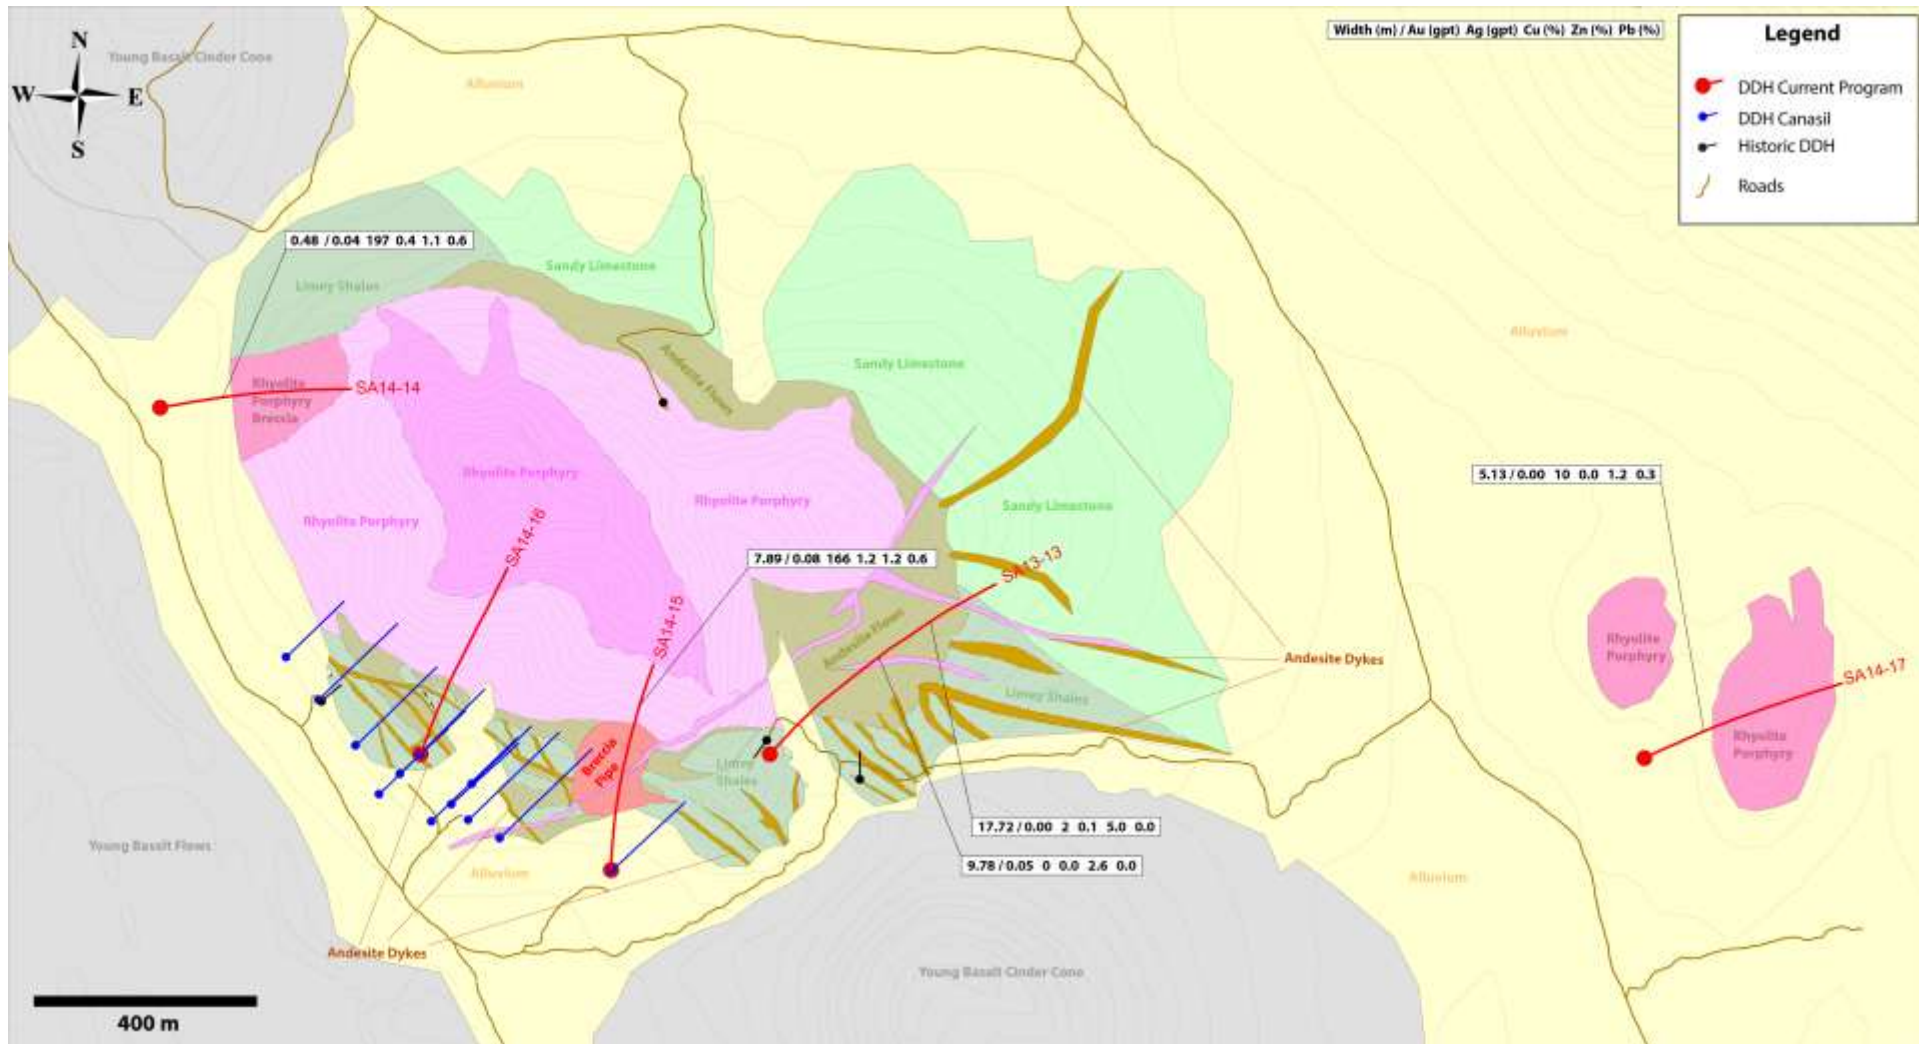 N
W E
S
Young Basalt Cinder Cone
Alluvium
Width (m) / Au (gpt) Ag (gpt) Cu (%) Zn (%) Pb (%)
Legend
DDH Current Program
DDH Canasil
Historic DDH
Roads
0.48 / 0.04 197 0.4 1.1 0.6
Limey Shales
Sandy Limestone
Alluvium
Andesite Flows
Sandy Limestone
Rhyolite
Porphyry
Breccia
SA14-14
Rhyolite Porphyry
Rhyolite Porphyry
Rhyolite Porphyry
Sandy Limestone
5.13 / 0.00 10 0.0 1.2 0.3
SA14-16
7.89 / 0.08 166 1.2 1.2 0.6
SA13-13
SA14-15
Andesite Flows
Rhyolite
Porphyry
Andesite Dykes
SA14-17
Limey Shales
Rhyolite
Porphyry
Breccia
Pipe
Limey
Shales
17.72 / 0.00 2 0.1 5.0 0.0
Young Basalt Flows
9.78 / 0.05 0 0.0 2.6 0.0
Alluvium
Alluvium
Andesite Dykes
Young Basalt Cinder Cone
400 m